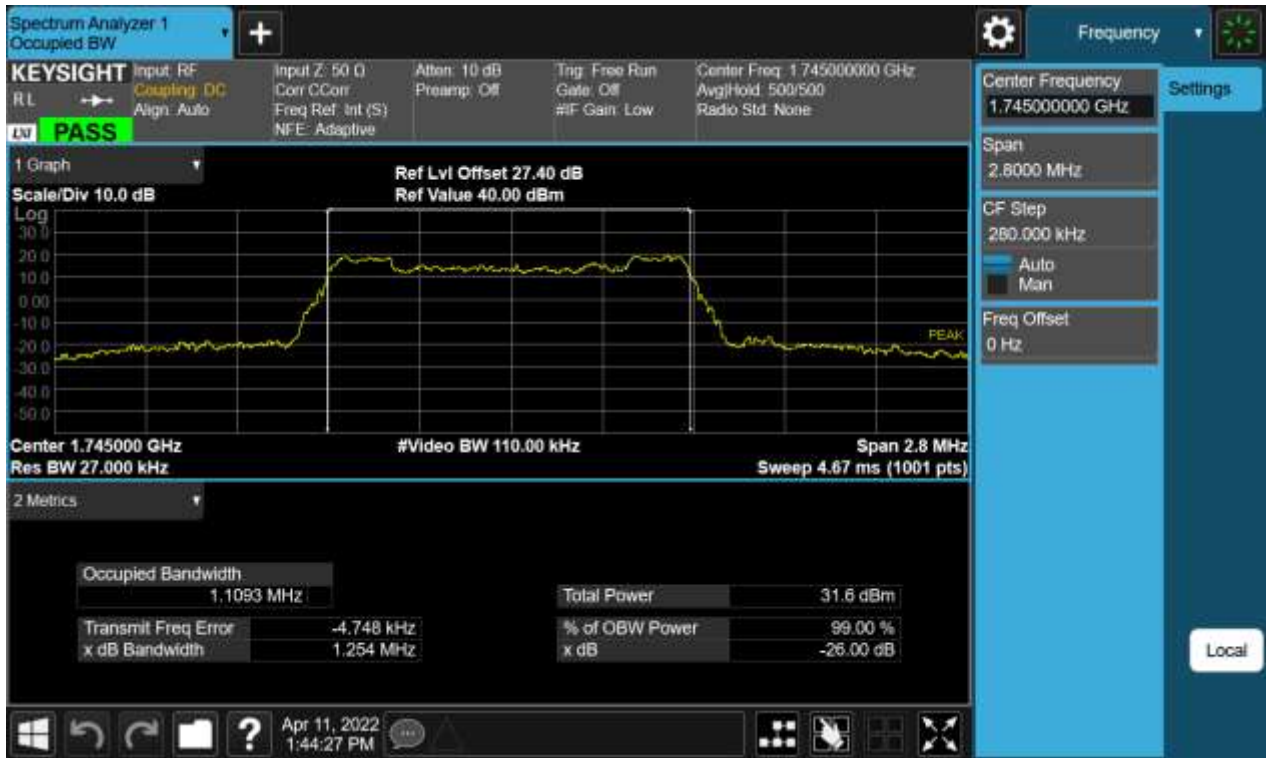 Spectrum Analyzer 1
Occupied BW
+
Frequency
KEYSIGHT
RL
LXI
PASS
Input: RF
Coupling: DC
Align: Auto
Input Z: 50 Ω
Corr CCorr
Freq Ref: Int (S)
NFE: Adaptive
Atten: 10 dB
Preamp: Off
Trig: Free Run
Gate: Off
#IF Gain: Low
Center Freq: 1.745000000 GHz
Avg|Hold: 500/500
Radio Std: None
Center Frequency
1.745000000 GHz
Settings
Span
2.8000 MHz
CF Step
280.000 kHz
Auto
Man
Freq Offset
0 Hz
1 Graph
Ref Lvl Offset 27.40 dB
Scale/Div 10.0 dB
Ref Value 40.00 dBm
Log
30.0
20.0
10.0
0.00
-10.0
-20.0
-30.0
-40.0
-50.0
PEAK
Center 1.745000 GHz
#Video BW 110.00 kHz
Span 2.8 MHz
Res BW 27.000 kHz
Sweep 4.67 ms (1001 pts)
2 Metrics
Occupied Bandwidth
1.1093 MHz
Total Power 31.6 dBm
Transmit Freq Error -4.748 kHz
% of OBW Power 99.00 %
x dB Bandwidth 1.254 MHz
x dB -26.00 dB
Local
?
Apr 11, 2022
1:44:27 PM